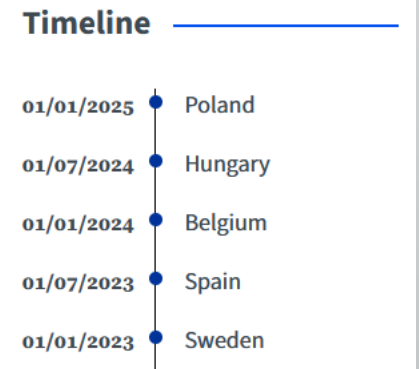 Timeline
01/01/2025 Poland
01/07/2024 Hungary
01/01/2024 Belgium
01/07/2023 Spain
01/01/2023 Sweden